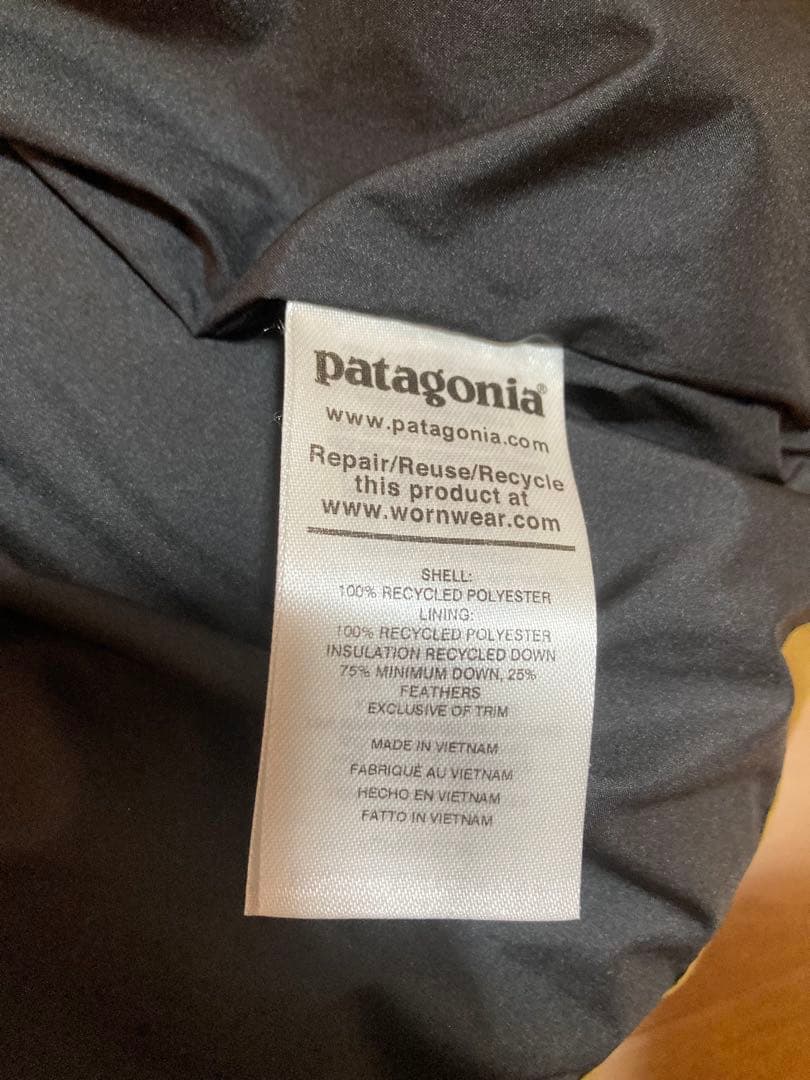 patagonia®
www.patagonia.com
Repair/Reuse/Recycle
this product at
www.wornwear.com
SHELL:
100% RECYCLED POLYESTER
LINING:
100% RECYCLED POLYESTER
INSULATION RECYCLED DOWN
75% MINIMUM DOWN, 25%
FEATHERS
EXCLUSIVE OF TRIM
MADE IN VIETNAM
FABRIQUÉ AU VIETNAM
HECHO EN VIETNAM
FATTO IN VIETNAM